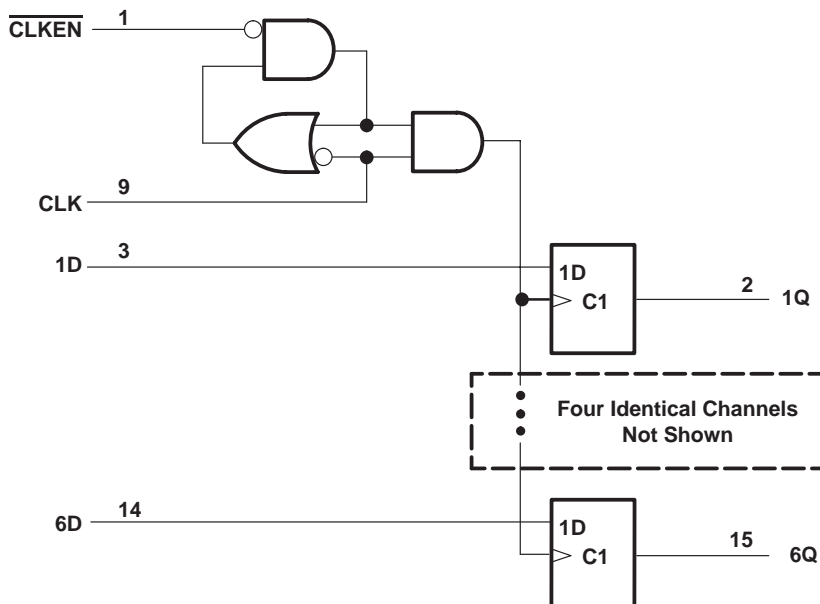 C̅L̅K̅E̅N̅ 1
CLK 9
1D 3
1D
C1
2 1Q
Four Identical Channels
Not Shown
6D 14
1D
C1
15 6Q